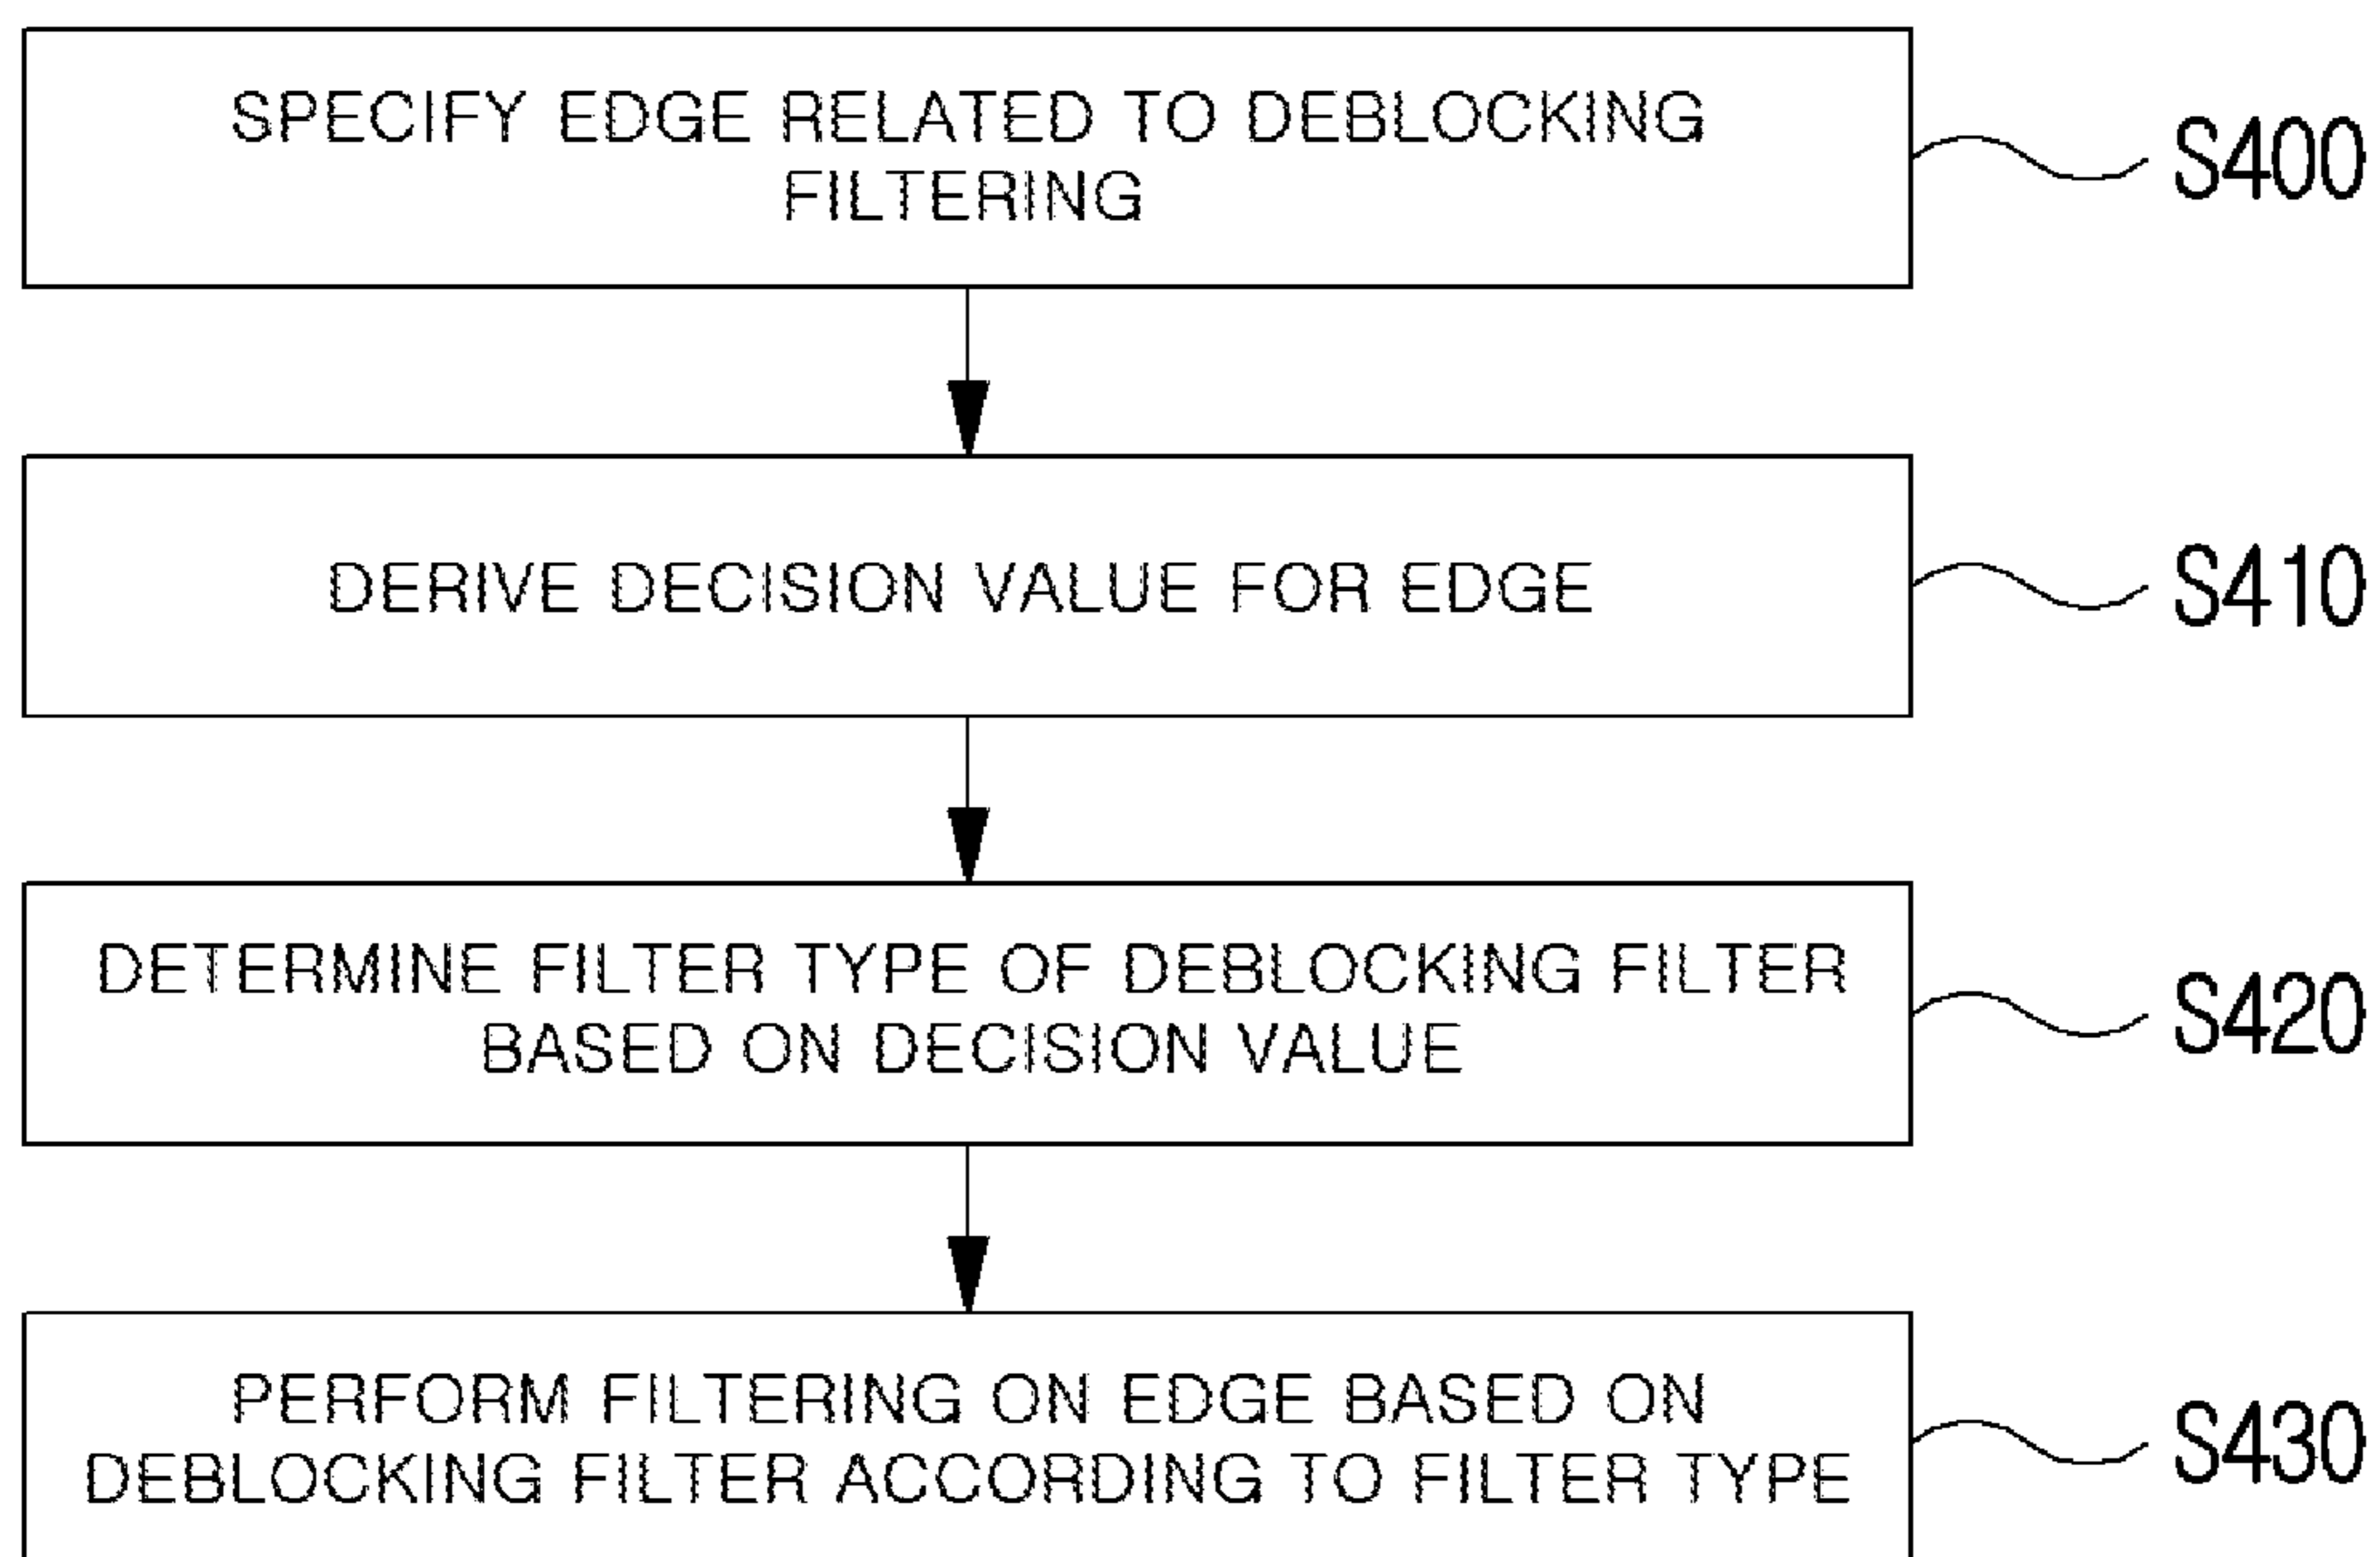 SPECIFY EDGE RELATED TO DEBLOCKING
FILTERING
S400
DERIVE DECISION VALUE FOR EDGE
S410
DETERMINE FILTER TYPE OF DEBLOCKING FILTER
BASED ON DECISION VALUE
S420
PERFORM FILTERING ON EDGE BASED ON
DEBLOCKING FILTER ACCORDING TO FILTER TYPE
S430